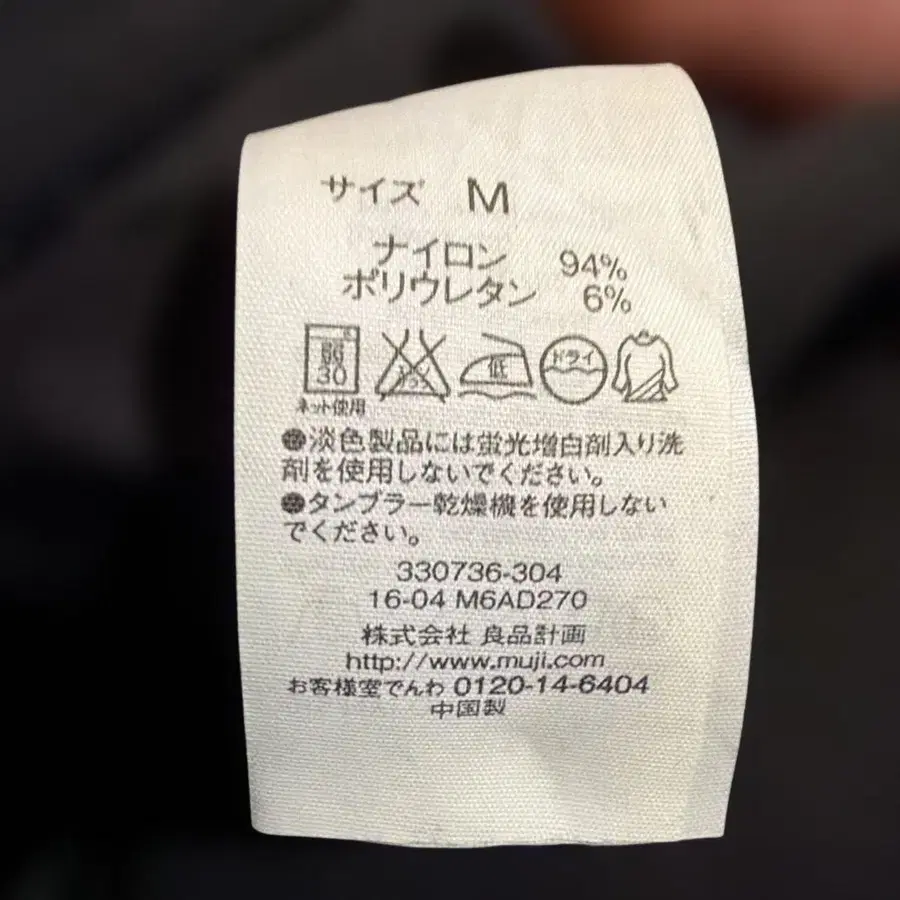 サイズ M
ナイロン 94%
ポリウレタン 6%
弱 30 低 ドライ
ネット使用
●淡色製品には蛍光増白剤入り洗
剤を使用しないでください。
●タンブラー乾燥機を使用しない
でください。
330736-304
16-04 M6AD270
株式会社 良品計画
http://www.muji.com
お客様室でんわ 0120-14-6404
中国製